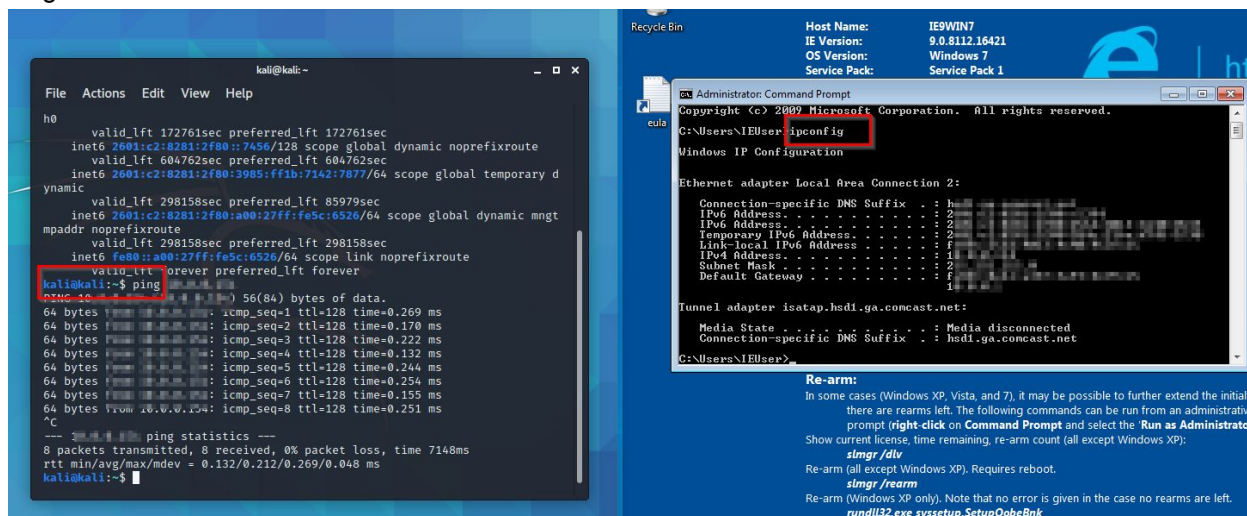 kali@kali: ~
File Actions Edit View Help
h0
valid_lft 172761sec preferred_lft 172761sec
inet6 2601:c2:8281:2f80::7456/128 scope global dynamic noprefixroute
valid_lft 604762sec preferred_lft 604762sec
inet6 2601:c2:8281:2f80:3985:ff1b:7142:7877/64 scope global temporary d
ynamic
valid_lft 298158sec preferred_lft 85979sec
inet6 2601:c2:8281:2f80:a00:27ff:fe5c:6526/64 scope global dynamic mngt
mpaddr noprefixroute
valid_lft 298158sec preferred_lft 298158sec
inet6 fe80::a00:27ff:fe5c:6526/64 scope link noprefixroute
valid_lft forever preferred_lft forever
kali@kali:~$ ping
PING 56(84) bytes of data.
64 bytes : icmp_seq=1 ttl=128 time=0.269 ms
64 bytes : icmp_seq=2 ttl=128 time=0.170 ms
64 bytes : icmp_seq=3 ttl=128 time=0.222 ms
64 bytes : icmp_seq=4 ttl=128 time=0.132 ms
64 bytes : icmp_seq=5 ttl=128 time=0.244 ms
64 bytes : icmp_seq=6 ttl=128 time=0.254 ms
64 bytes : icmp_seq=7 ttl=128 time=0.155 ms
64 bytes : icmp_seq=8 ttl=128 time=0.251 ms
^C
--- ping statistics ---
8 packets transmitted, 8 received, 0% packet loss, time 7148ms
rtt min/avg/max/mdev = 0.132/0.212/0.269/0.048 ms
kali@kali:~$
Recycle Bin
eula
Host Name: IE9WIN7
IE Version: 9.0.8112.16421
OS Version: Windows 7
Service Pack: Service Pack 1
Administrator: Command Prompt
Copyright (c) 2009 Microsoft Corporation. All rights reserved.
C:\Users\IEUser>ipconfig
Windows IP Configuration
Ethernet adapter Local Area Connection 2:
Connection-specific DNS Suffix . :
IPv6 Address. . . . . . . . . . . :
IPv6 Address. . . . . . . . . . . :
Temporary IPv6 Address. . . . . . :
Link-local IPv6 Address . . . . . :
IPv4 Address. . . . . . . . . . . :
Subnet Mask . . . . . . . . . . . :
Default Gateway . . . . . . . . . :
Tunnel adapter isatap.hsd1.ga.comcast.net:
Media State . . . . . . . . . . . : Media disconnected
Connection-specific DNS Suffix . : hsd1.ga.comcast.net
C:\Users\IEUser>_
Re-arm:
In some cases (Windows XP, Vista, and 7), it may be possible to further extend the initial
there are rearms left. The following commands can be run from an administrativ
prompt (right-click on Command Prompt and select the 'Run as Administrato
Show current license, time remaining, re-arm count (all except Windows XP):
slmgr /dlv
Re-arm (all except Windows XP). Requires reboot.
slmgr /rearm
Re-arm (Windows XP only). Note that no error is given in the case no rearms are left.
rundll32.exe syssetup,SetupOobeBnk